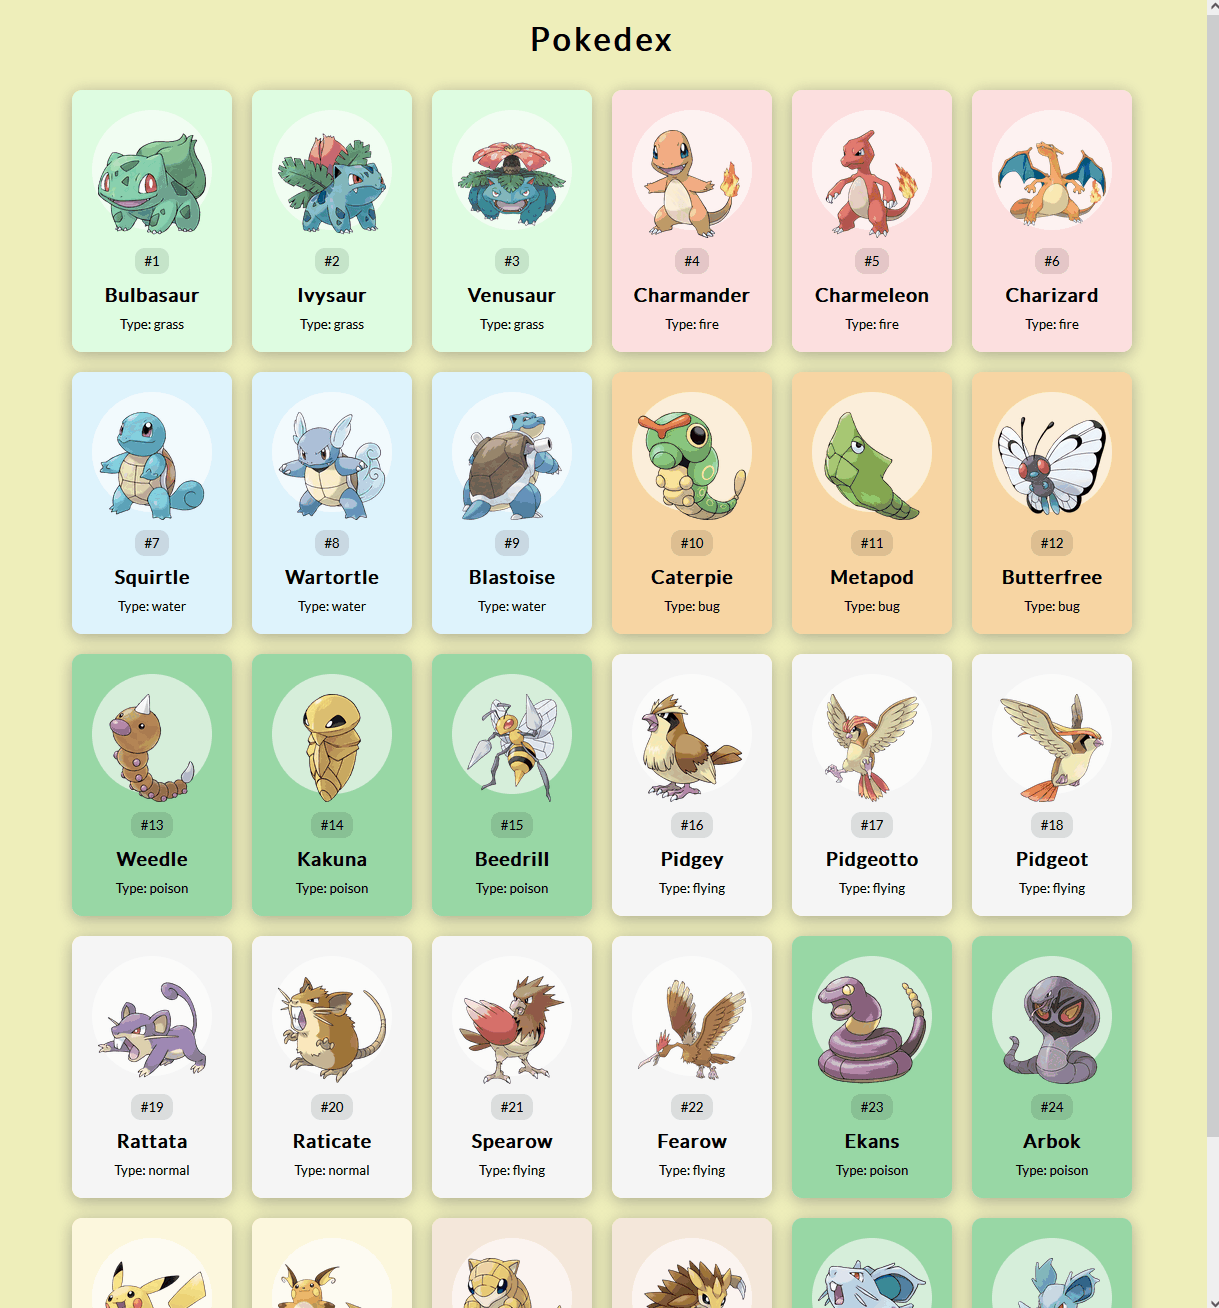 Pokedex
#1
#2
#3
#4
#5
#6
Bulbasaur
Ivysaur
Venusaur
Charmander
Charmeleon
Charizard
Type: grass
Type: grass
Type: grass
Type: fire
Type: fire
Type: fire
#7
#8
#9
#10
#11
#12
Squirtle
Wartortle
Blastoise
Caterpie
Metapod
Butterfree
Type: water
Type: water
Type: water
Type: bug
Type: bug
Type: bug
#13
#14
#15
#16
#17
#18
Weedle
Kakuna
Beedrill
Pidgey
Pidgeotto
Pidgeot
Type: poison
Type: poison
Type: poison
Type: flying
Type: flying
Type: flying
#19
#20
#21
#22
#23
#24
Rattata
Raticate
Spearow
Fearow
Ekans
Arbok
Type: normal
Type: normal
Type: flying
Type: flying
Type: poison
Type: poison